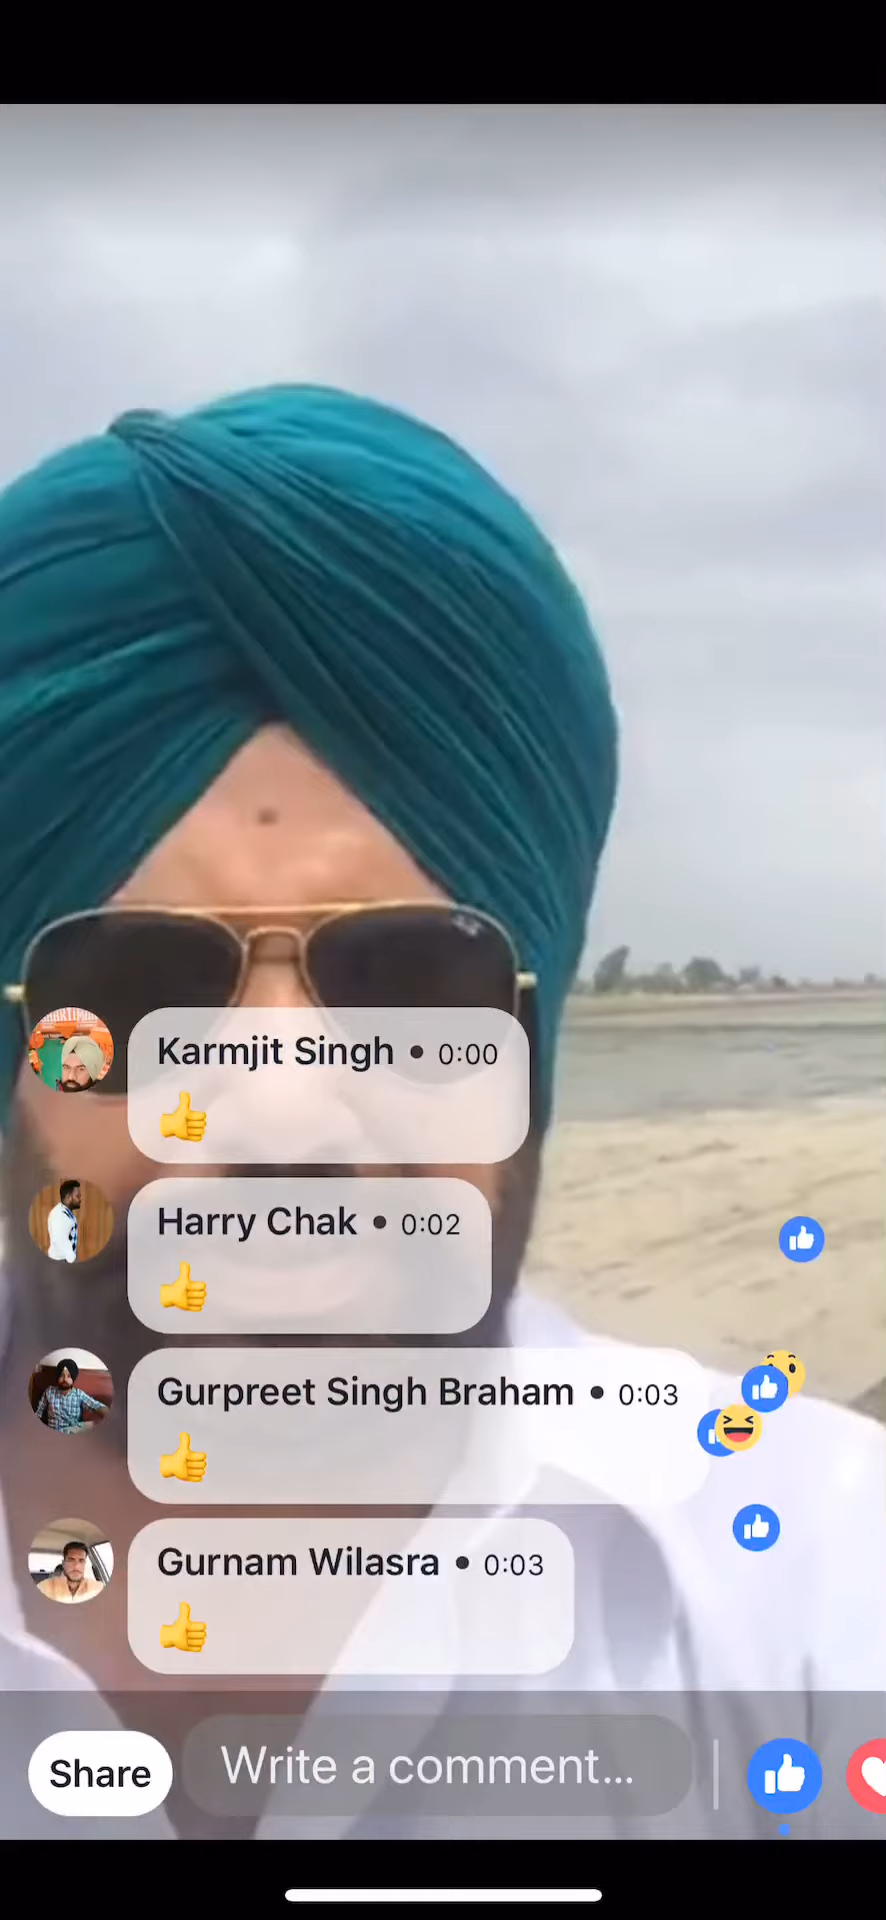 Karmjit Singh • 0:00
👍
Harry Chak • 0:02
👍
Gurpreet Singh Braham • 0:03
👍
Gurnam Wilasra • 0:03
👍
Share
Write a comment...